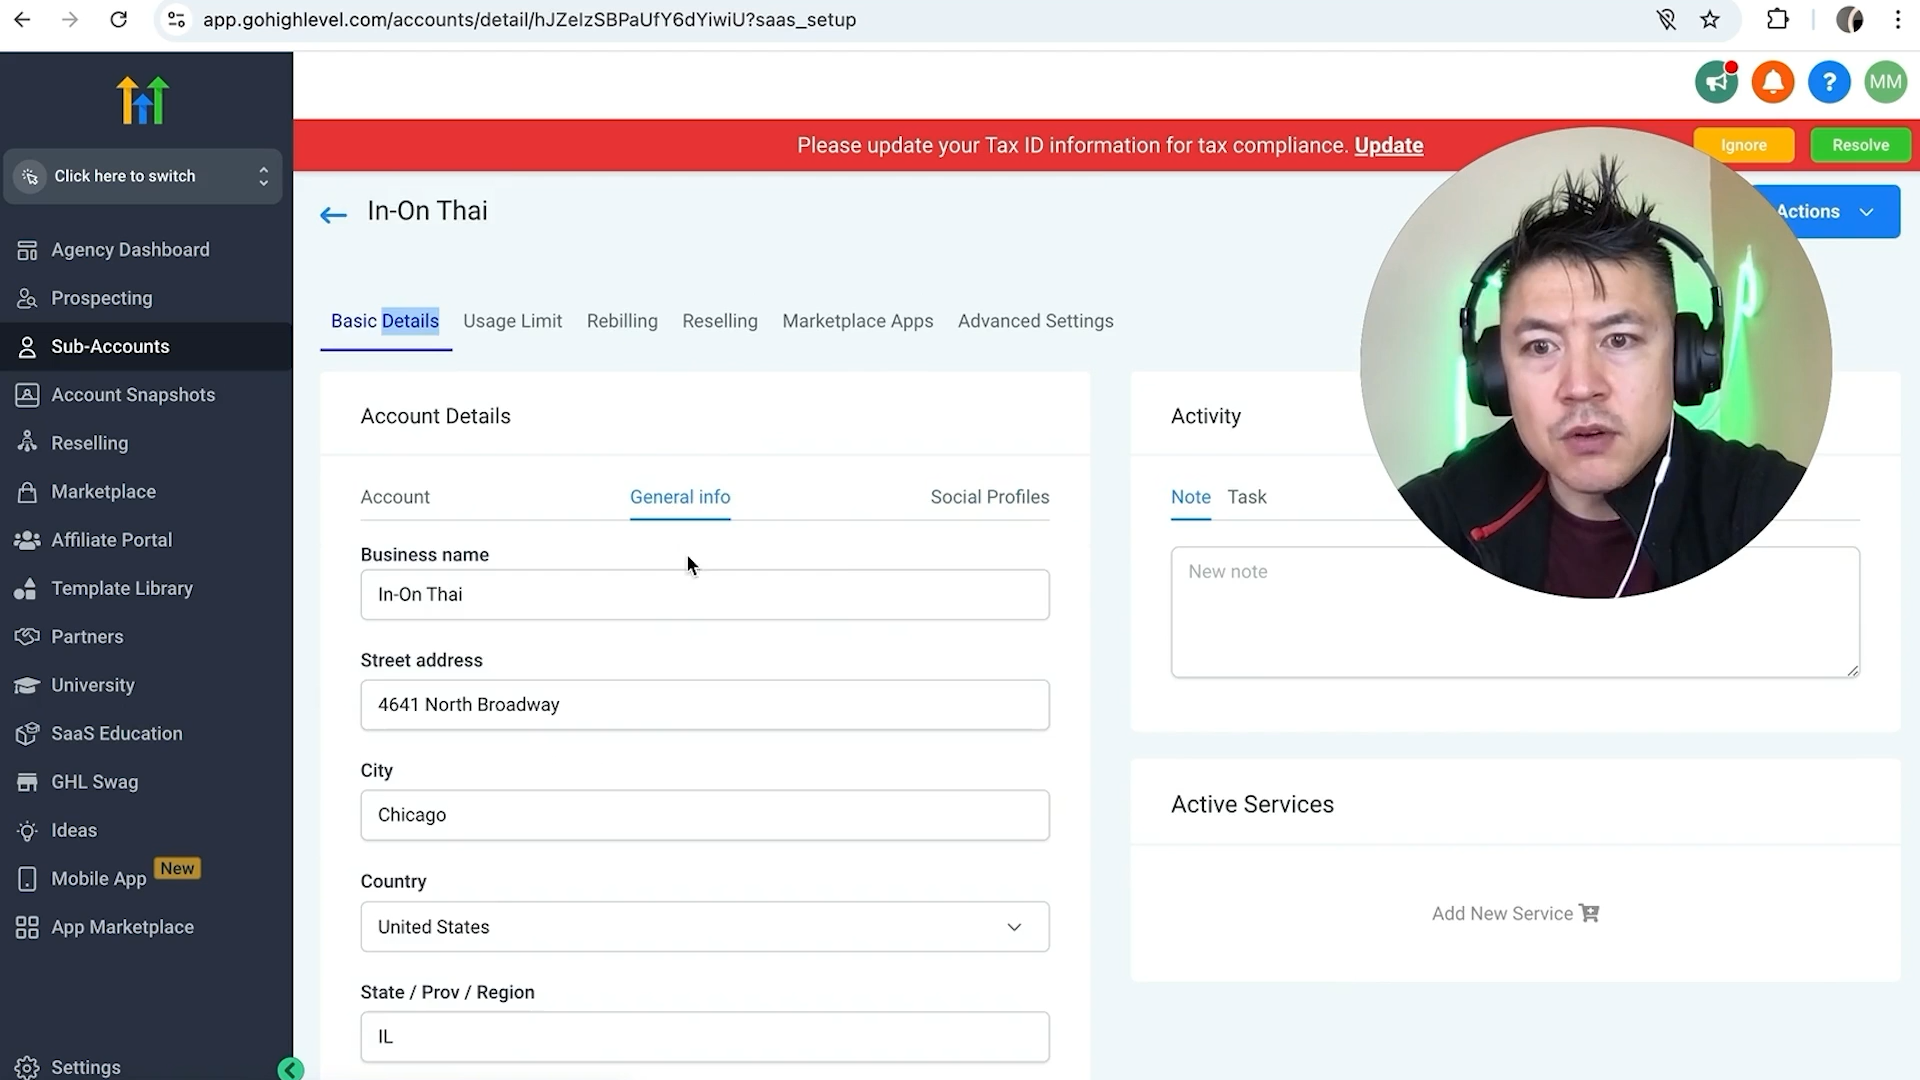 app.gohighlevel.com/accounts/detail/hJZelzSBPaUfY6dYiwiU?saas_setup
MM
Please update your Tax ID information for tax compliance. Update
Ignore
Resolve
Click here to switch
Agency Dashboard
Prospecting
Sub-Accounts
Account Snapshots
Reselling
Marketplace
Affiliate Portal
Template Library
Partners
University
SaaS Education
GHL Swag
Ideas
Mobile App New
App Marketplace
Settings
In-On Thai
Actions
Basic Details
Usage Limit
Rebilling
Reselling
Marketplace Apps
Advanced Settings
Account Details
Account
General info
Social Profiles
Business name
In-On Thai
Street address
4641 North Broadway
City
Chicago
Country
United States
State / Prov / Region
IL
Activity
Note
Task
New note
Active Services
Add New Service